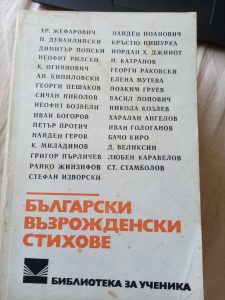 ХР. ЖЕФАРОВИЧ
П. ДУВАНЛИЙСКИ
ДИМИТЪР ПОПСКИ
НЕОФИТ РИЛСКИ
К. ОГНЯНОВИЧ
АН. КИПИЛОВСКИ
ГЕОРГИ ПЕШАКОВ
СИЧАН НИКОЛОВ
НЕОФИТ БОЗВЕЛИ
ИВАН БОГОРОВ
ПЕТЪР ПРОТИЧ
НАЙДЕН ГЕРОВ
К. МИЛАДИНОВ
ГРИГОР ПЪРЛИЧЕВ
РАЙКО ЖИНЗИФОВ
СТЕФАН ИЗВОРСКИ
НАЙДЕН ЙОАНОВИЧ
КРЪСТЮ ПИШУРКА
ЙОРДАН Х. ДЖИНОТ
Н. КАТРАНОВ
ГЕОРГИ РАКОВСКИ
ЕЛЕНА МУТЕВА
ЙОАКИМ ГРУЕВ
ВАСИЛ ПОПОВИЧ
НИКОЛА КОЗЛЕВ
ХАРАЛАН АНГЕЛОВ
ИВАН ГОЛОГАНОВ
БАЧО КИРО
Д. ВЕЛИКСИН
ЛЮБЕН КАРАВЕЛОВ
СТ. СТАМБОЛОВ
БЪЛГАРСКИ
ВЪЗРОЖДЕНСКИ
СТИХОВЕ
БИБЛИОТЕКА ЗА УЧЕНИКА